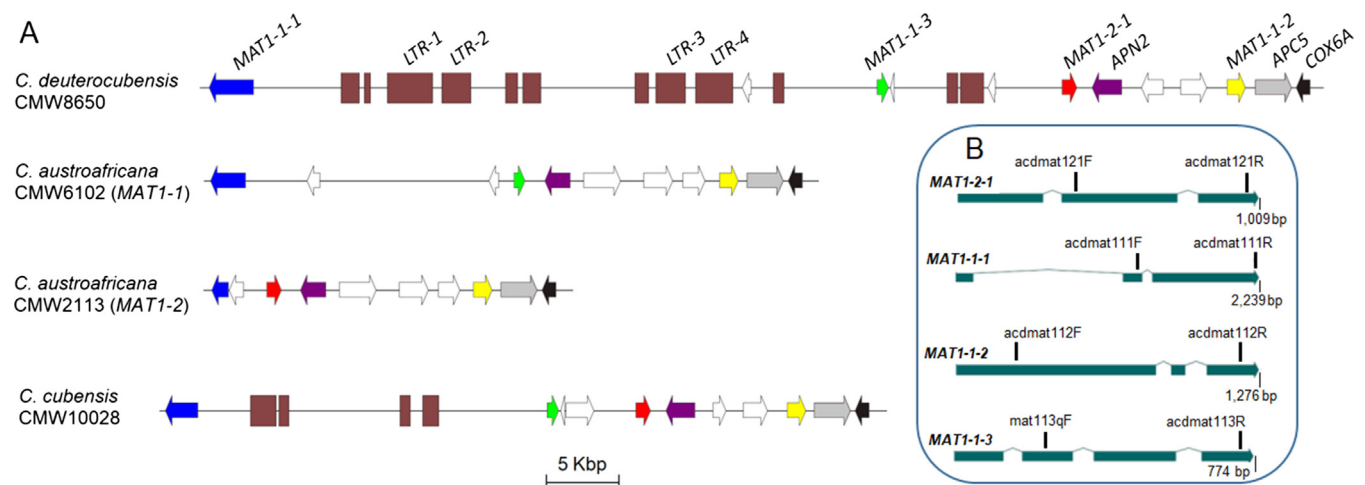 A
MAT1-1-1
LTR-1
LTR-2
LTR-3
LTR-4
MAT1-1-3
MAT1-2-1
APN2
MAT1-1-2
APC5
COX6A
C. deuterocubensis
CMW8650
C. austroafricana
CMW6102 (MAT1-1)
C. austroafricana
CMW2113 (MAT1-2)
C. cubensis
CMW10028
5 Kbp
B
acdmat121F
acdmat121R
MAT1-2-1
1,009 bp
acdmat111F
acdmat111R
MAT1-1-1
2,239 bp
acdmat112F
acdmat112R
MAT1-1-2
1,276 bp
mat113qF
acdmat113R
MAT1-1-3
774 bp